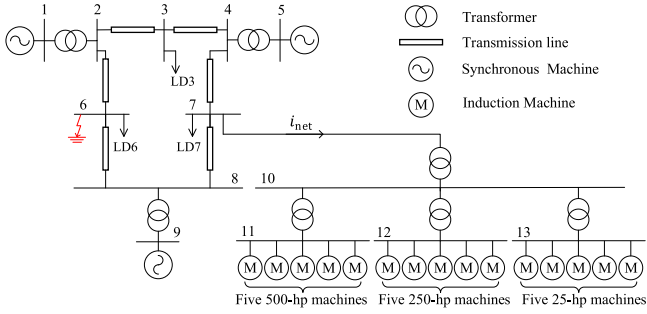 1
2
3
4
5
Transformer
Transmission line
Synchronous Machine
M Induction Machine
LD3
6
7
LD6
LD7
i_net
8
10
9
11
12
13
M M M M M
M M M M M
M M M M M
Five 500-hp machines
Five 250-hp machines
Five 25-hp machines